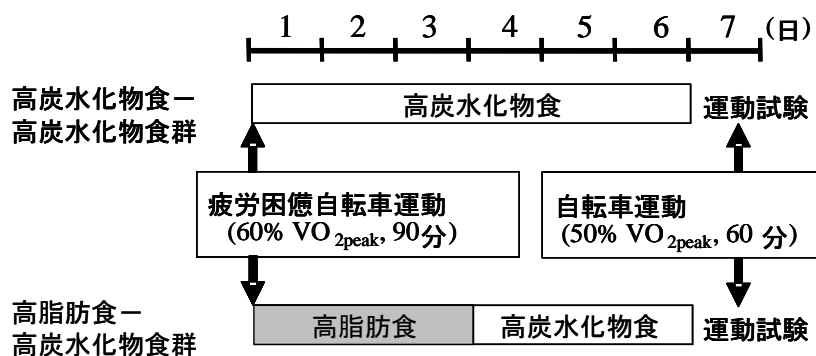 1 2 3 4 5 6 7 (日)
高炭水化物食－
高炭水化物食群
高炭水化物食
運動試験
疲労困憊自転車運動
(60% VO2peak, 90分)
自転車運動
(50% VO2peak, 60 分)
高脂肪食－
高炭水化物食群
高脂肪食
高炭水化物食
運動試験